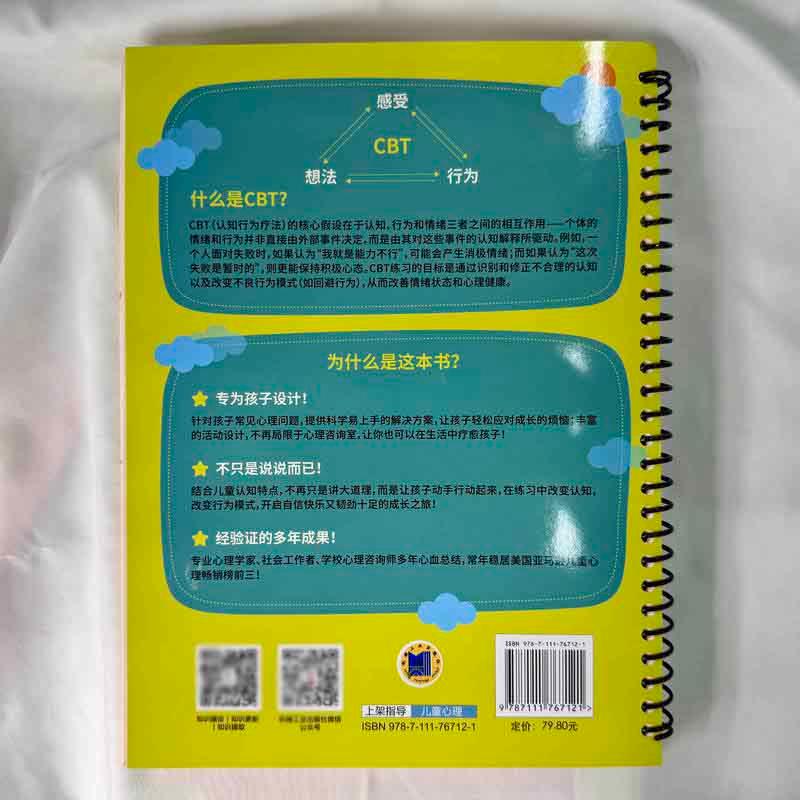 感受
CBT
想法
行为
什么是CBT？
CBT（认知行为疗法）的核心假设在于认知，行为和情绪三者之间的相互作用——个体的
情绪和行为并非直接由外部事件决定，而是由其对这些事件的认知解释所驱动。例如，一
个人面对失败时，如果认为“我就是能力不行”，可能会产生消极情绪；而如果认为“这次
失败是暂时的”，则更能保持积极心态。CBT练习的目标是通过识别和修正不合理的认知
以及改变不良行为模式（如回避行为），从而改善情绪状态和心理健康。
为什么是这本书？
专为孩子设计！
针对孩子常见心理问题，提供科学易上手的解决方案，让孩子轻松应对成长的烦恼；丰富
的活动设计，不再局限于心理咨询室，让你也可以在生活中疗愈孩子！
不只是说说而已！
结合儿童认知特点，不再只是讲大道理，而是让孩子动手行动起来，在练习中改变认知，
改变行为模式，开启自信快乐又韧劲十足的成长之旅！
经验证的多年成果！
专业心理学家、社会工作者、学校心理咨询师多年心血总结，常年稳居美国亚马逊儿童心
理畅销榜前三！
上架指导 儿童心理
ISBN 978-7-111-76712-1
ISBN 978-7-111-76712-1
9 787111 767121>
定价：79.80元